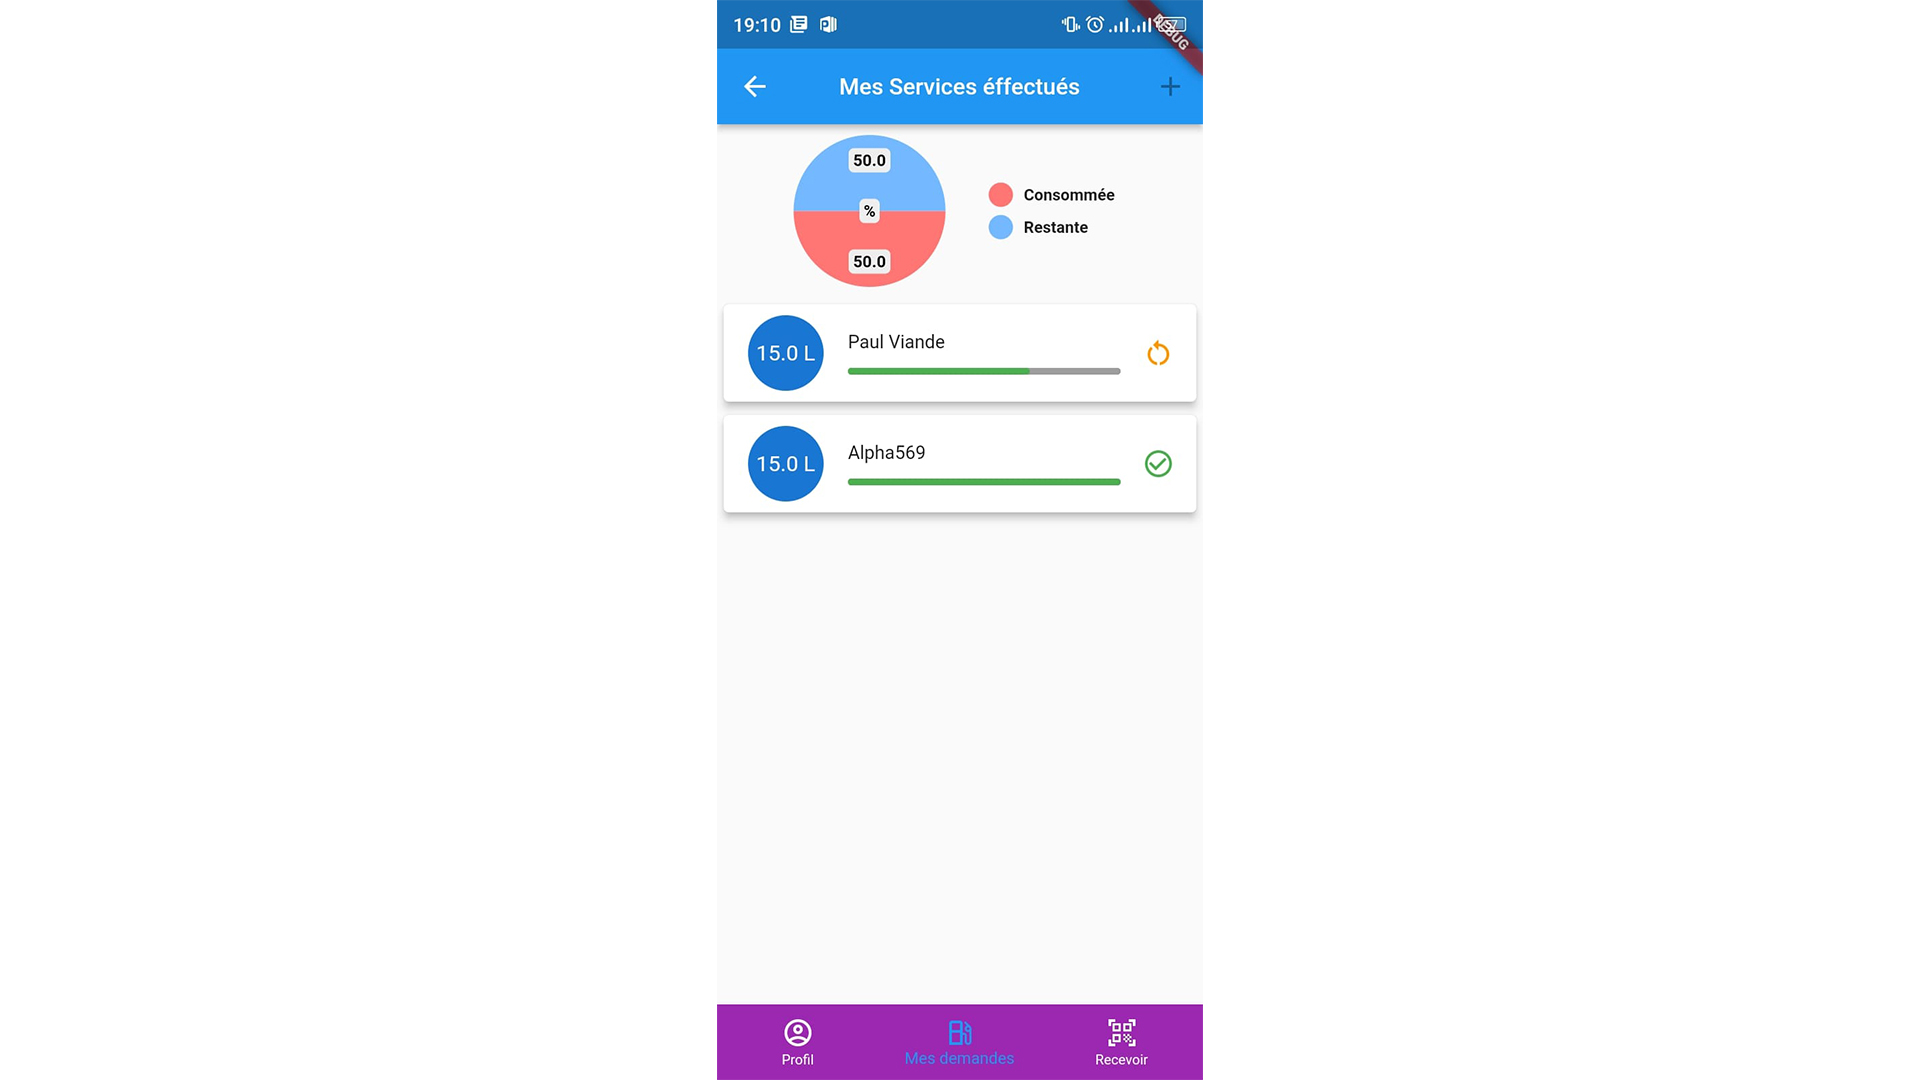 19:10
DEBUG
Mes Services éffectués
50.0
%
50.0
Consommée
Restante
15.0 L
Paul Viande
15.0 L
Alpha569
Profil
Mes demandes
Recevoir